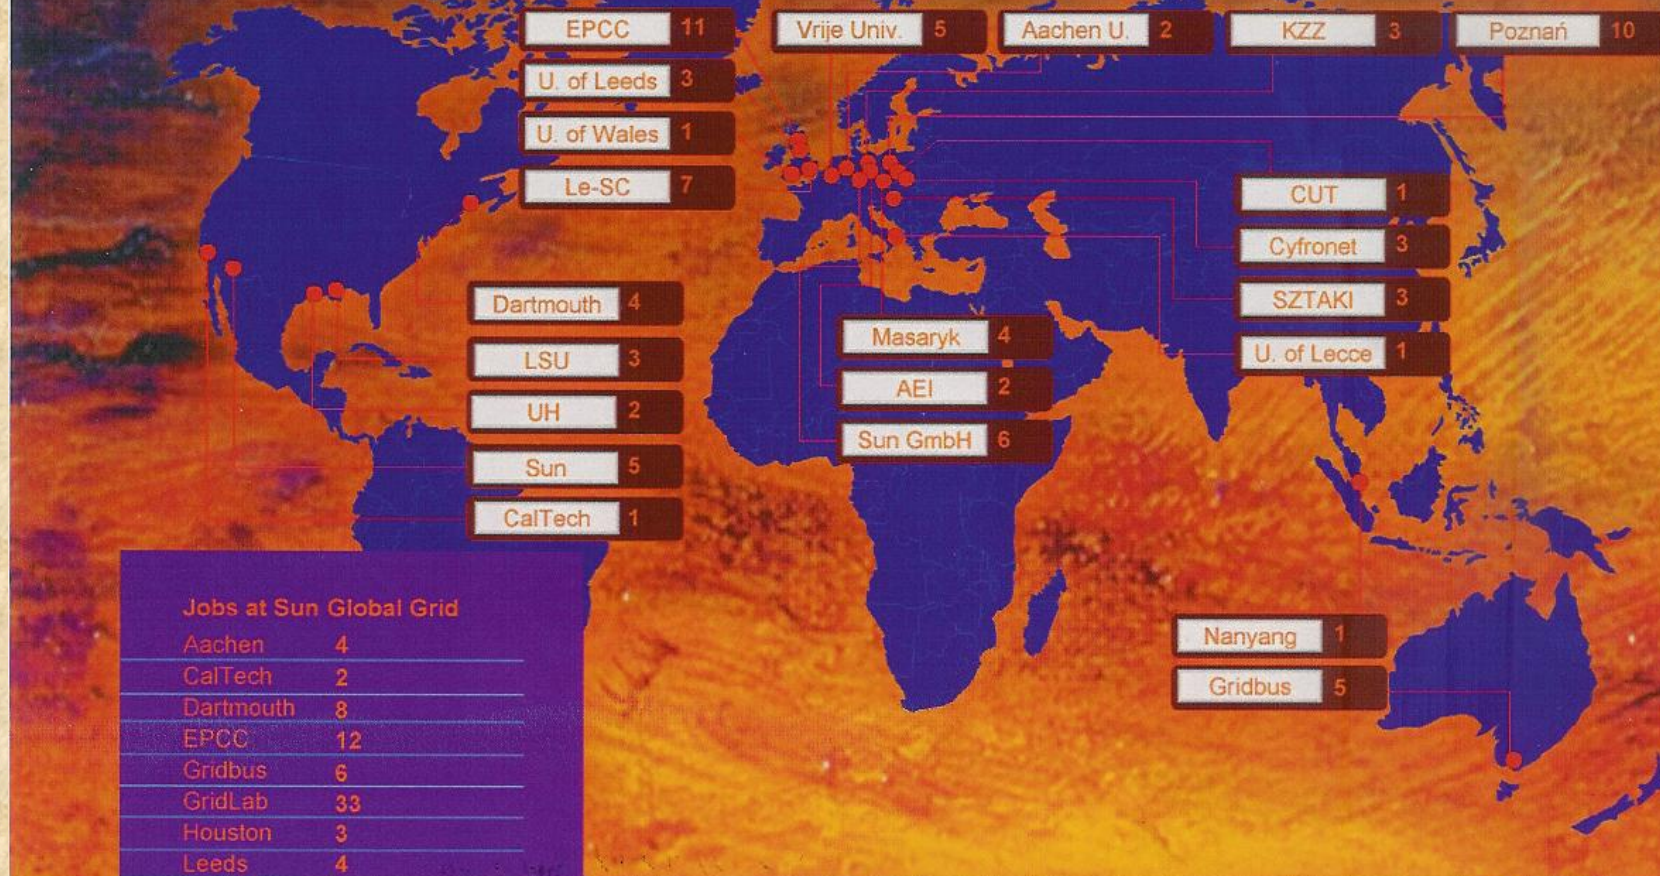 EPCC 11
U. of Leeds 3
U. of Wales 1
Le-SC 7
Vrije Univ. 5
Aachen U. 2
KZZ 3
Poznań 10
CUT 1
Cyfronet 3
SZTAKI 3
U. of Lecce 1
Dartmouth 4
LSU 3
UH 2
Sun 5
CalTech 1
Masaryk 4
AEI 2
Sun GmbH 6
Nanyang 1
Gridbus 5
Jobs at Sun Global Grid
Aachen 4
CalTech 2
Dartmouth 8
EPCC 12
Gridbus 6
GridLab 33
Houston 3
Leeds 4